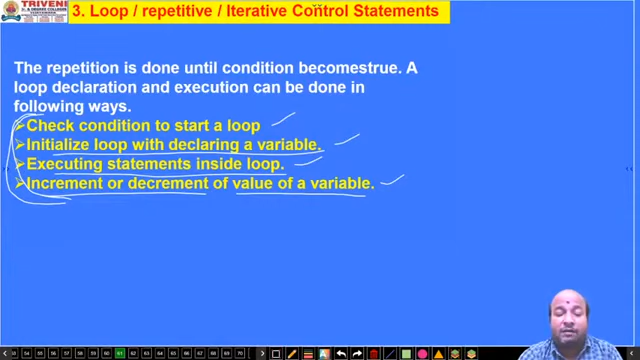 TRIVENI
3. Loop / repetitive / Iterative Control Statements
The repetition is done until condition becomestrue. A
loop declaration and execution can be done in
following ways.
➢Check condition to start a loop
➢Initialize loop with declaring a variable.
➢Executing statements inside loop.
➢Increment or decrement of value of a variable.